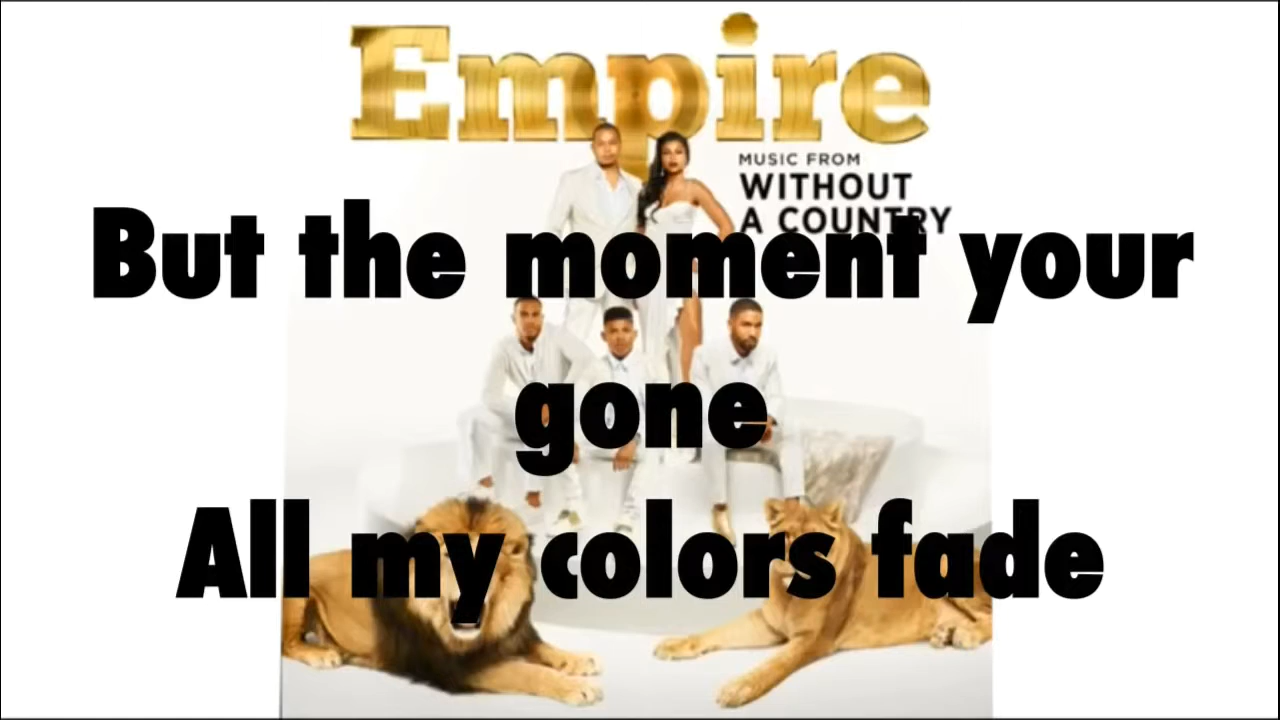 Empire
MUSIC FROM
WITHOUT
A COUNTRY
But the moment your
gone
All my colors fade